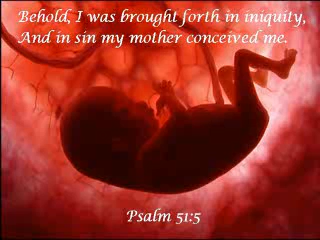 Behold, I was brought forth in iniquity,
And in sin my mother conceived me.
Psalm 51:5